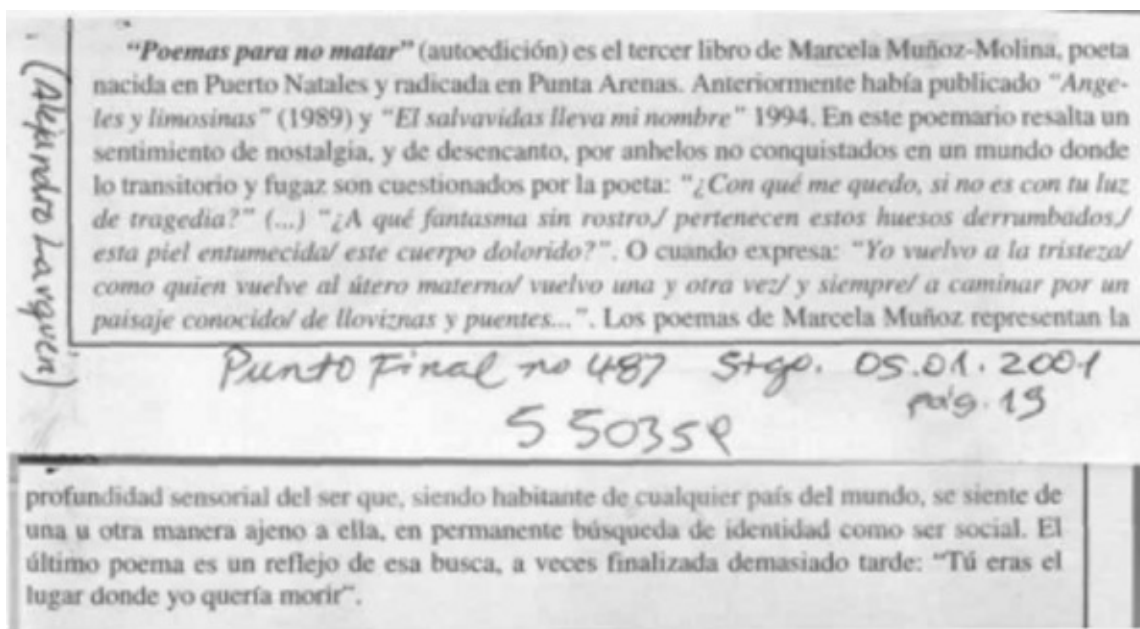 (Alejandro Lavquén)
"Poemas para no matar" (autoedición) es el tercer libro de Marcela Muñoz-Molina, poeta
nacida en Puerto Natales y radicada en Punta Arenas. Anteriormente había publicado "Ange-
les y limosinas" (1989) y "El salvavidas lleva mi nombre" 1994. En este poemario resalta un
sentimiento de nostalgia, y de desencanto, por anhelos no conquistados en un mundo donde
lo transitorio y fugaz son cuestionados por la poeta: "¿Con qué me quedo, si no es con tu luz
de tragedia?" (...) "¿A qué fantasma sin rostro,/ pertenecen estos huesos derrumbados,/
esta piel entumecida/ este cuerpo dolorido?". O cuando expresa: "Yo vuelvo a la tristeza/
como quien vuelve al útero materno/ vuelvo una y otra vez/ y siempre/ a caminar por un
paisaje conocido/ de lloviznas y puentes...". Los poemas de Marcela Muñoz representan la
Punto Final no 487 Stgo. 05.01.2001
pág. 19
profundidad sensorial del ser que, siendo habitante de cualquier país del mundo, se siente de
una u otra manera ajeno a ella, en permanente búsqueda de identidad como ser social. El
último poema es un reflejo de esa busca, a veces finalizada demasiado tarde: "Tú eras el
lugar donde yo quería morir".